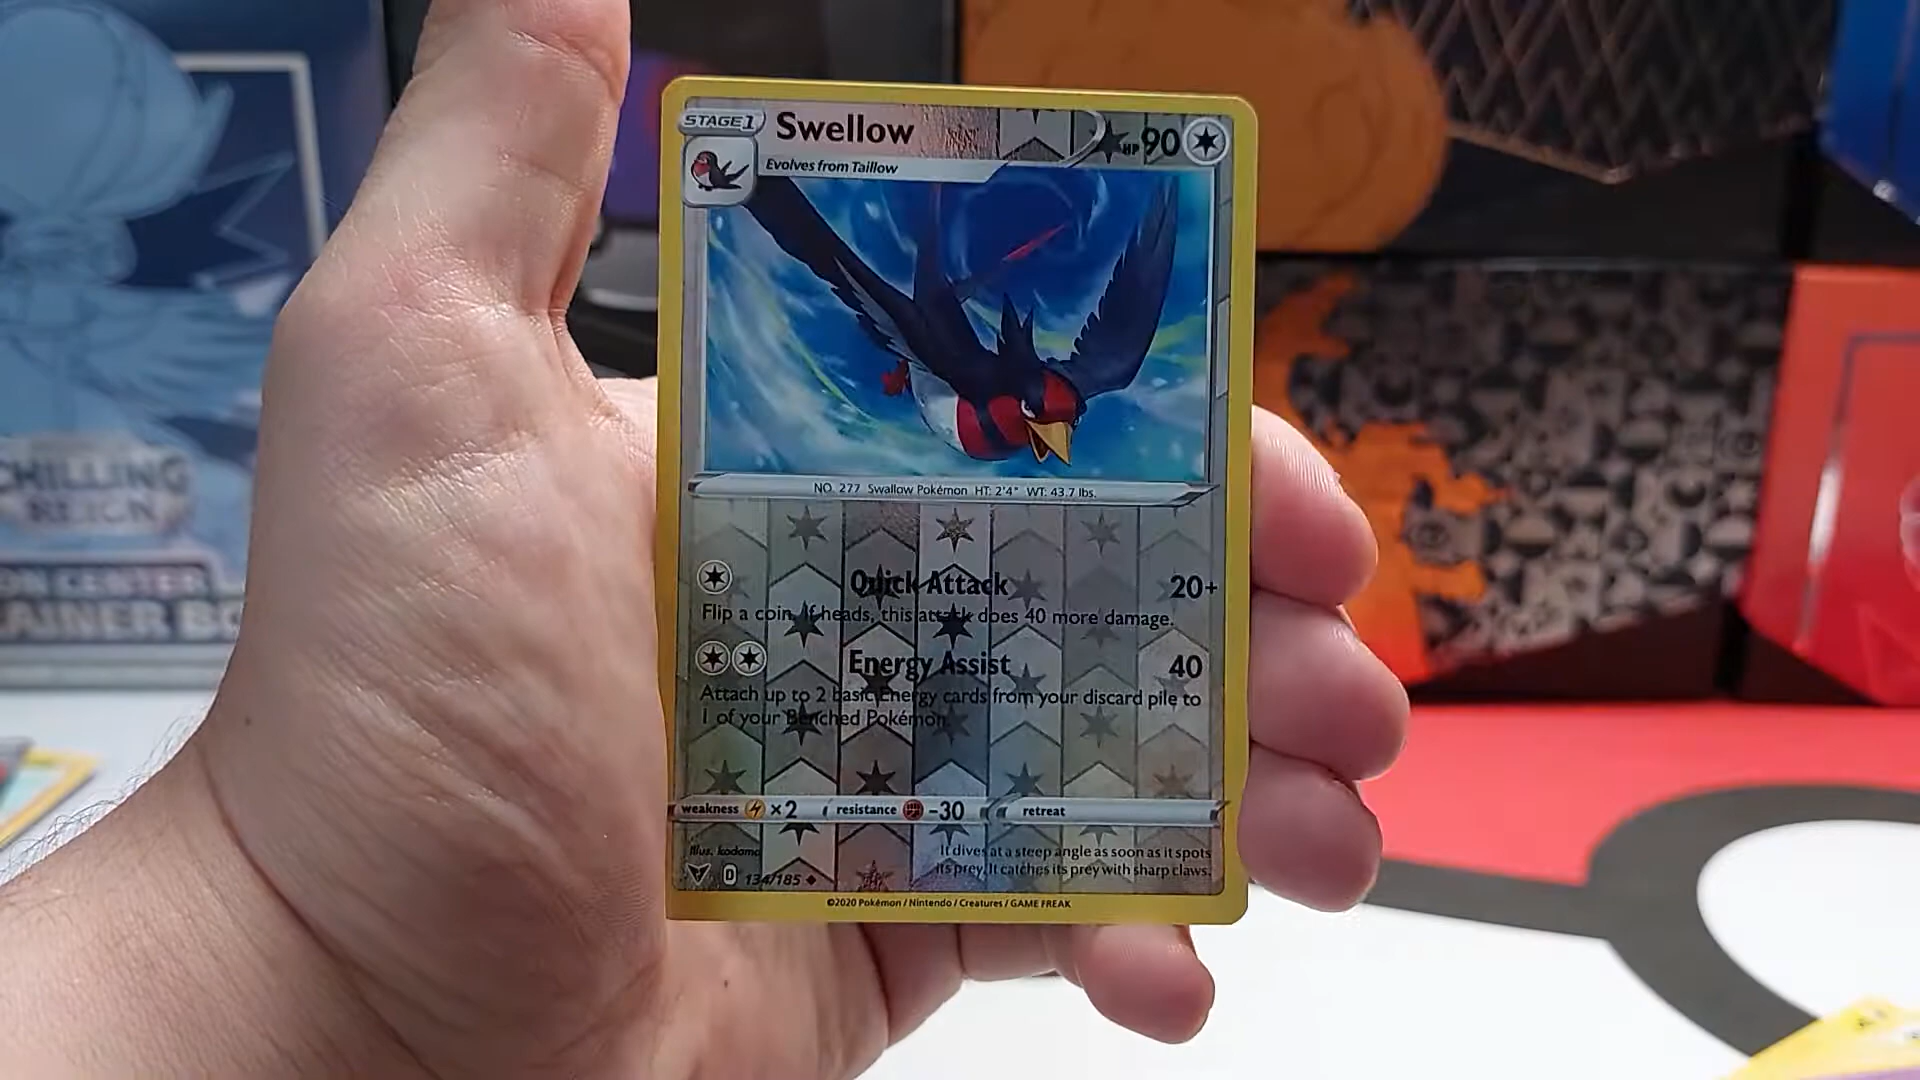 STAGE 1
Swellow
HP 90
Evolves from Taillow
NO. 277 Swallow Pokémon HT: 2'4" WT: 43.7 lbs.
Quick Attack 20+
Flip a coin. If heads, this attack does 40 more damage.
Energy Assist 40
Attach up to 2 basic Energy cards from your discard pile to
1 of your Benched Pokémon.
weakness ×2 resistance -30 retreat
Illus. kodama
It dives at a steep angle as soon as it spots
its prey. It catches its prey with sharp claws.
D 134/185
©2020 Pokémon / Nintendo / Creatures / GAME FREAK
CHILLING
REIGN
ON CENTER
AINER BO